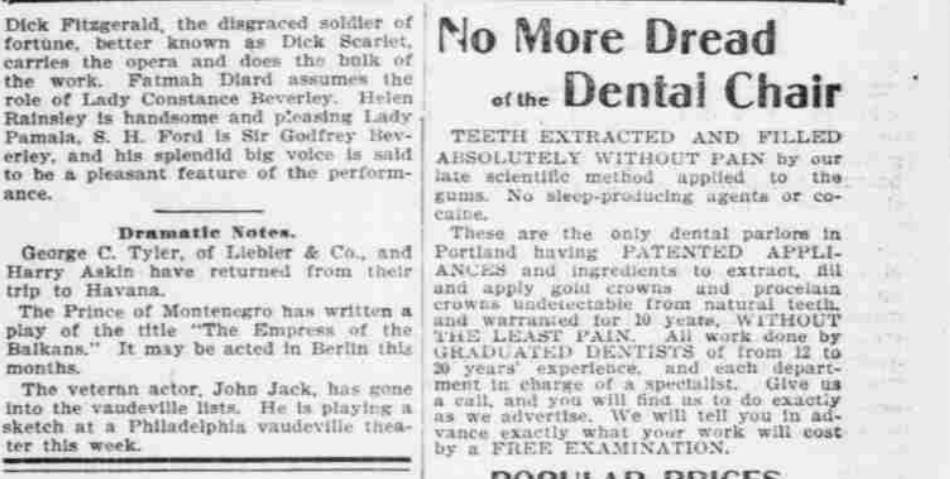 Dick Fitzgerald, the disgraced soldier of
fortune, better known as Dick Scarlet,
carries the opera and does the bulk of
the work. Fatmah Diard assumes the
role of Lady Constance Beverley. Helen
Rainsley is handsome and pleasing Lady
Pamala, S. H. Ford is Sir Godfrey Bev-
erley, and his splendid big voice is said
to be a pleasant feature of the perform-
ance.
Dramatic Notes.
George C. Tyler, of Liebler & Co., and
Harry Askin have returned from their
trip to Havana.
The Prince of Montenegro has written a
play of the title "The Empress of the
Balkans." It may be acted in Berlin this
months.
The veteran actor, John Jack, has gone
into the vaudeville lists. He is playing a
sketch at a Philadelphia vaudeville thea-
ter this week.
No More Dread
of the Dental Chair
TEETH EXTRACTED AND FILLED
ABSOLUTELY WITHOUT PAIN by our
late scientific method applied to the
gums. No sleep-producing agents or co-
caine.
These are the only dental parlors in
Portland having PATENTED APPLI-
ANCES and ingredients to extract, fill
and apply gold crowns and procelain
crowns undetectable from natural teeth,
and warranted for 10 years, WITHOUT
THE LEAST PAIN. All work done by
GRADUATED DENTISTS of from 12 to
20 years' experience, and each depart-
ment in charge of a specialist. Give us
a call, and you will find us to do exactly
as we advertise. We will tell you in ad-
vance exactly what your work will cost
by a FREE EXAMINATION.
POPULAR PRICES